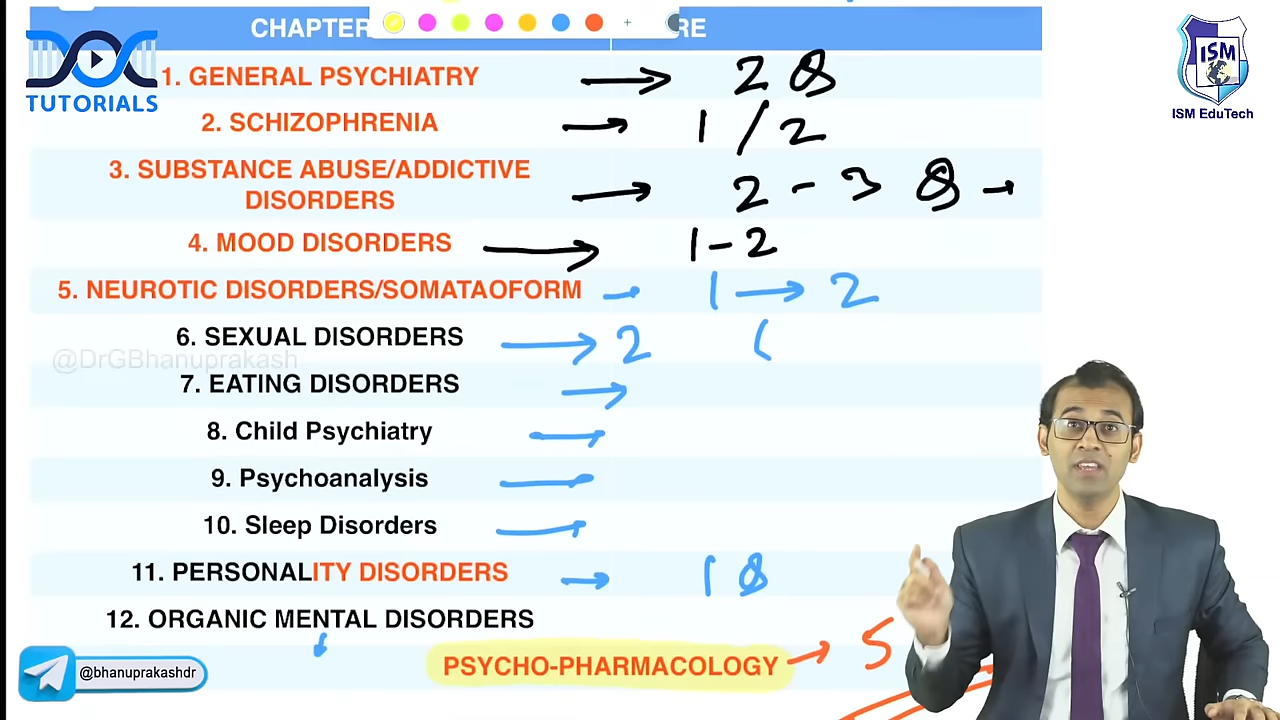 CHAPTER RE
DOC
TUTORIALS
ISM
ISM EduTech
1. GENERAL PSYCHIATRY → 2 Q
2. SCHIZOPHRENIA → 1 / 2
3. SUBSTANCE ABUSE/ADDICTIVE
DISORDERS → 2 - 3 Q →
4. MOOD DISORDERS → 1 - 2
5. NEUROTIC DISORDERS/SOMATAOFORM → 1 → 2
6. SEXUAL DISORDERS → 2 (
@DrGBhanuprakash
7. EATING DISORDERS →
8. Child Psychiatry →
9. Psychoanalysis →
10. Sleep Disorders →
11. PERSONALITY DISORDERS → 1 Q
12. ORGANIC MENTAL DISORDERS
PSYCHO-PHARMACOLOGY → 5
@bhanuprakashdr